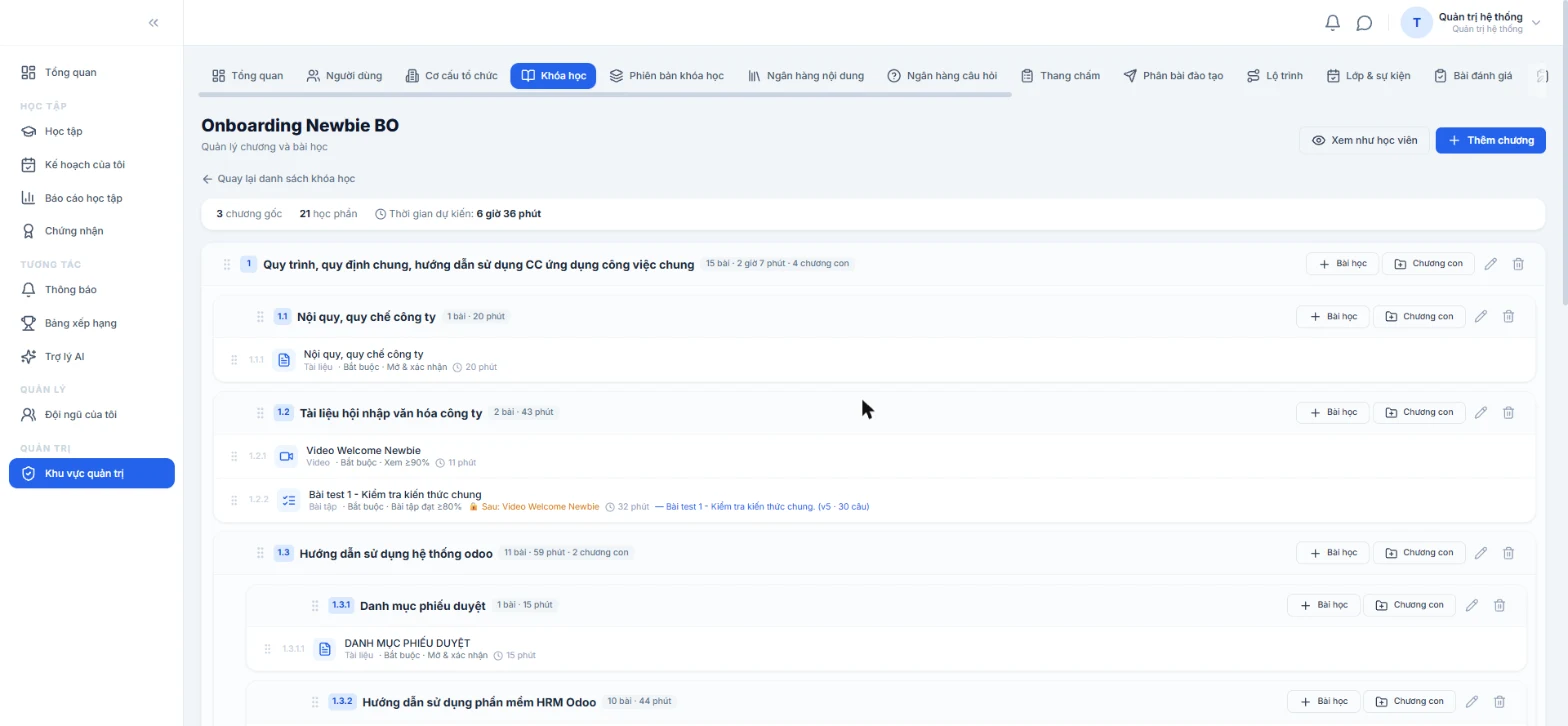 T
Quản trị hệ thống
Quản trị hệ thống
Tổng quan
HỌC TẬP
Học tập
Kế hoạch của tôi
Báo cáo học tập
Chứng nhận
TƯƠNG TÁC
Thông báo
Bảng xếp hạng
Trợ lý AI
QUẢN LÝ
Đội ngũ của tôi
QUẢN TRỊ
Khu vực quản trị
Tổng quan Người dùng Cơ cấu tổ chức Khóa học Phiên bản khóa học Ngân hàng nội dung Ngân hàng câu hỏi Thang chấm Phân bài đào tạo Lộ trình Lớp & sự kiện Bài đánh giá
Onboarding Newbie BO
Quản lý chương và bài học
Xem như học viên Thêm chương
Quay lại danh sách khóa học
3 chương gốc 21 học phần Thời gian dự kiến: 6 giờ 36 phút
1 Quy trình, quy định chung, hướng dẫn sử dụng CC ứng dụng công việc chung 15 bài · 2 giờ 7 phút · 4 chương con Bài học Chương con
1.1 Nội quy, quy chế công ty 1 bài · 20 phút Bài học Chương con
1.1.1 Nội quy, quy chế công ty
Tài liệu · Bắt buộc · Mở & xác nhận 20 phút
1.2 Tài liệu hội nhập văn hóa công ty 2 bài · 43 phút Bài học Chương con
1.2.1 Video Welcome Newbie
Video · Bắt buộc · Xem ≥90% 11 phút
1.2.2 Bài test 1 - Kiểm tra kiến thức chung
Bài tập · Bắt buộc · Bài tập đạt ≥80% Sau: Video Welcome Newbie 32 phút — Bài test 1 - Kiểm tra kiến thức chung. (v5 · 30 câu)
1.3 Hướng dẫn sử dụng hệ thống odoo 11 bài · 59 phút · 2 chương con Bài học Chương con
1.3.1 Danh mục phiếu duyệt 1 bài · 15 phút Bài học Chương con
1.3.1.1 DANH MỤC PHIẾU DUYỆT
Tài liệu · Bắt buộc · Mở & xác nhận 15 phút
1.3.2 Hướng dẫn sử dụng phần mềm HRM Odoo 10 bài · 44 phút Bài học Chương con